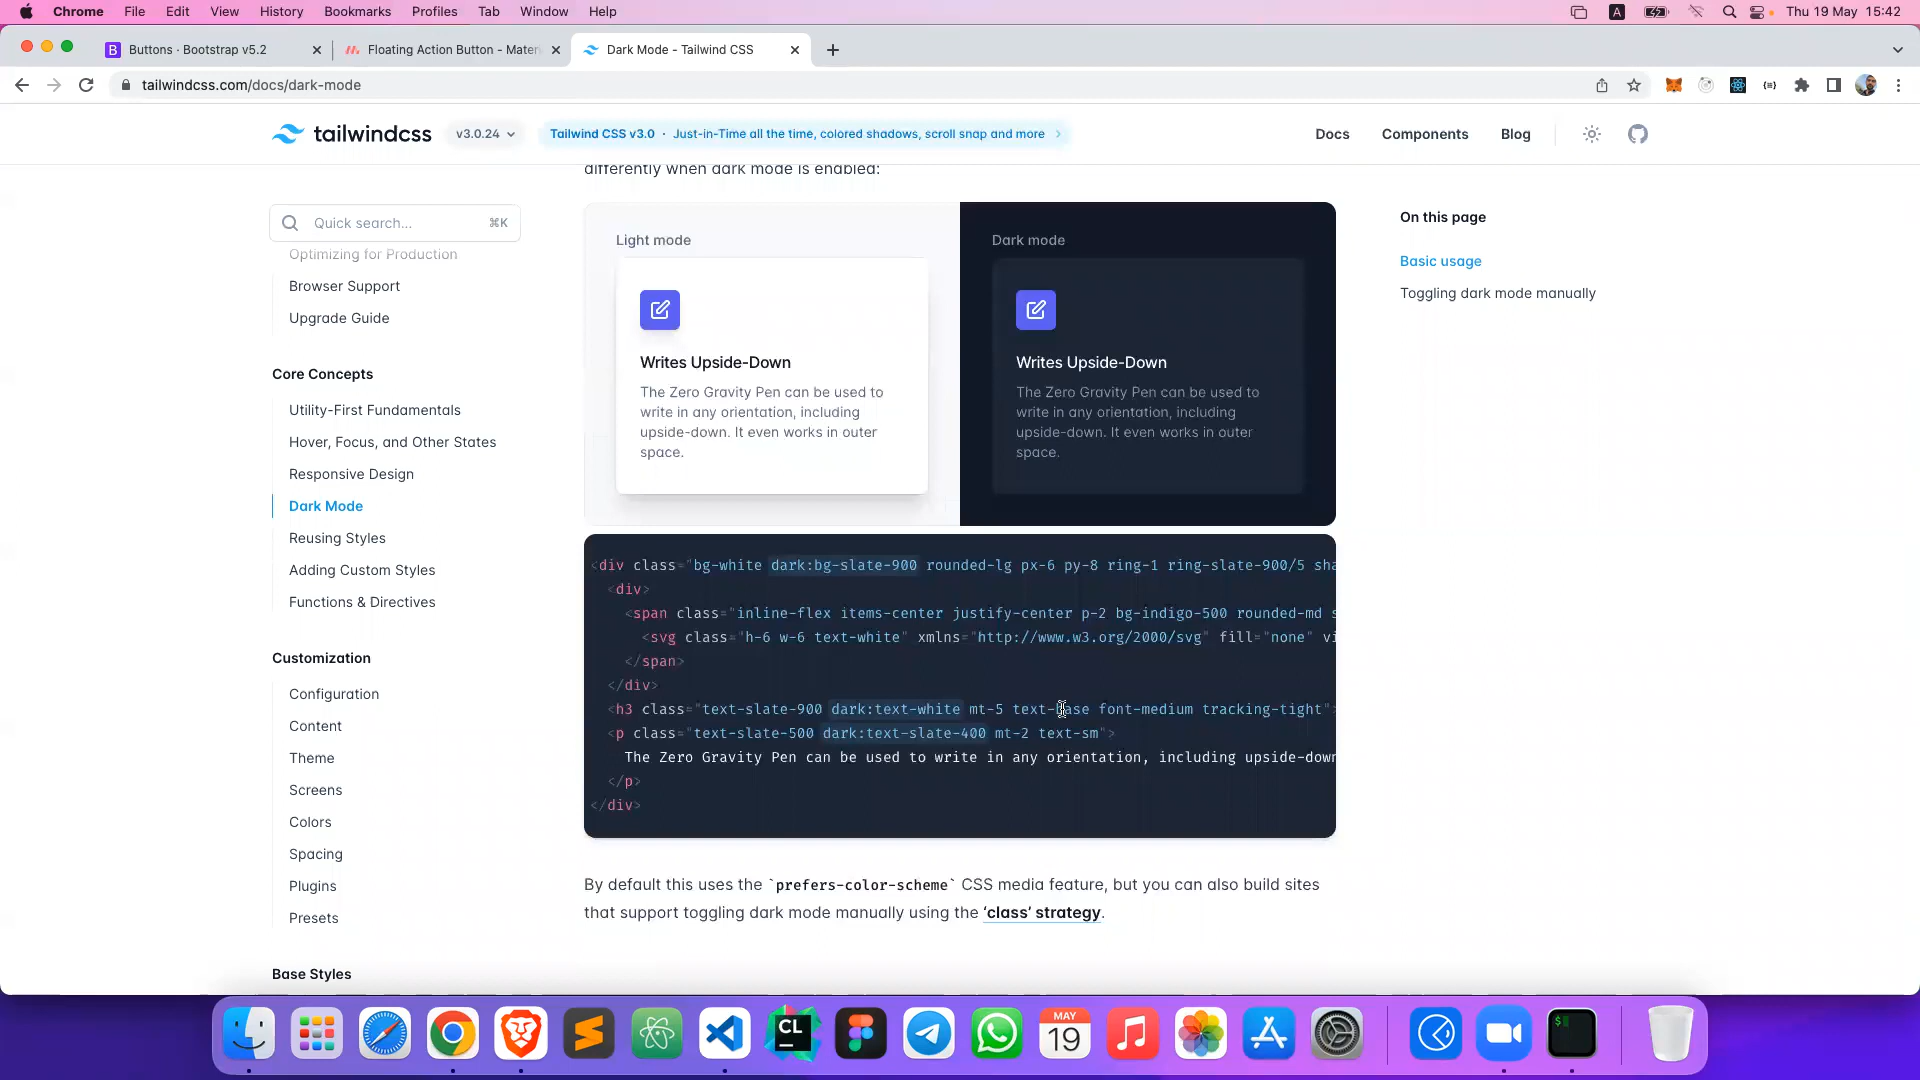 Chrome File Edit View History Bookmarks Profiles Tab Window Help A Thu 19 May 15:42
B Buttons · Bootstrap v5.2 Floating Action Button - Materi Dark Mode - Tailwind CSS
tailwindcss.com/docs/dark-mode
tailwindcss v3.0.24 Tailwind CSS v3.0 · Just-in-Time all the time, colored shadows, scroll snap and more Docs Components Blog
differently when dark mode is enabled:
Quick search... ⌘K
Optimizing for Production
Browser Support
Upgrade Guide
Core Concepts
Utility-First Fundamentals
Hover, Focus, and Other States
Responsive Design
Dark Mode
Reusing Styles
Adding Custom Styles
Functions & Directives
Customization
Configuration
Content
Theme
Screens
Colors
Spacing
Plugins
Presets
Base Styles
Light mode
Writes Upside-Down
The Zero Gravity Pen can be used to
write in any orientation, including
upside-down. It even works in outer
space.
Dark mode
Writes Upside-Down
The Zero Gravity Pen can be used to
write in any orientation, including
upside-down. It even works in outer
space.
<div class="bg-white dark:bg-slate-900 rounded-lg px-6 py-8 ring-1 ring-slate-900/5 sha
<div>
<span class="inline-flex items-center justify-center p-2 bg-indigo-500 rounded-md s
<svg class="h-6 w-6 text-white" xmlns="http://www.w3.org/2000/svg" fill="none" vi
</span>
</div>
<h3 class="text-slate-900 dark:text-white mt-5 text-base font-medium tracking-tight">
<p class="text-slate-500 dark:text-slate-400 mt-2 text-sm">
The Zero Gravity Pen can be used to write in any orientation, including upside-down
</p>
</div>
By default this uses the `prefers-color-scheme` CSS media feature, but you can also build sites
that support toggling dark mode manually using the ‘class’ strategy.
On this page
Basic usage
Toggling dark mode manually
CL
MAY
19
$